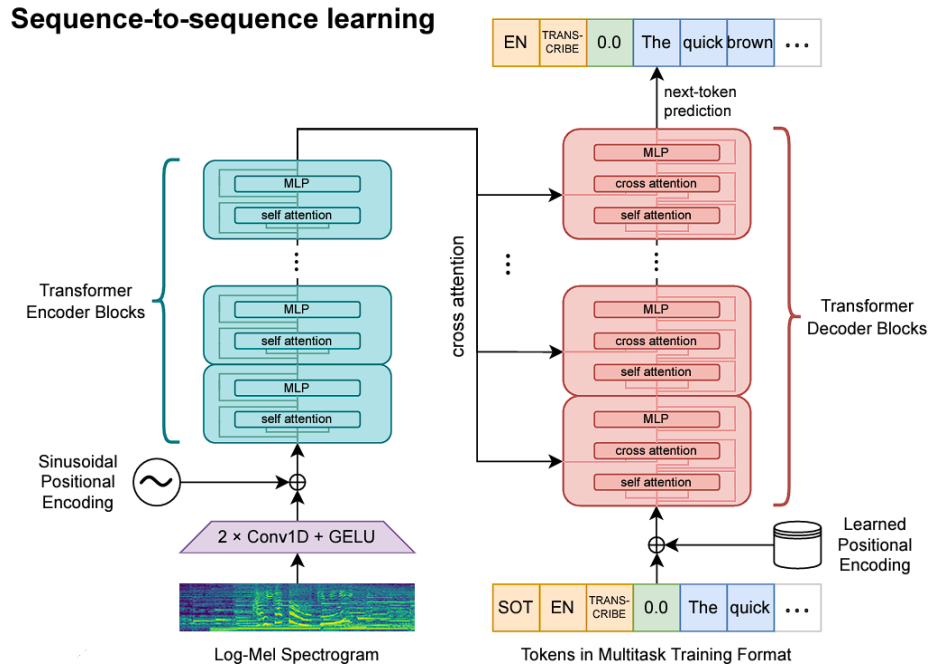 Sequence-to-sequence learning
EN TRANS-CRIBE 0.0 The quick brown ...
next-token
prediction
MLP
self attention
MLP
cross attention
self attention
Transformer
Encoder Blocks
cross attention
Transformer
Decoder Blocks
MLP
self attention
MLP
self attention
MLP
cross attention
self attention
MLP
cross attention
self attention
Sinusoidal
Positional
Encoding
2 × Conv1D + GELU
Learned
Positional
Encoding
SOT EN TRANS-CRIBE 0.0 The quick ...
Log-Mel Spectrogram
Tokens in Multitask Training Format